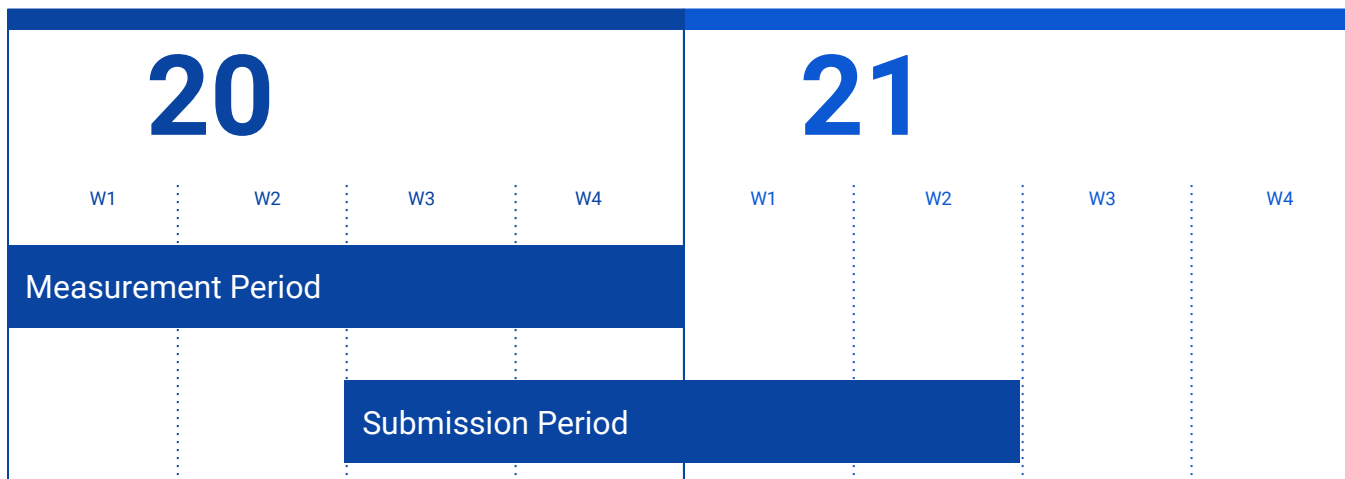 20
21
W1 W2 W3 W4 W1 W2 W3 W4
Measurement Period
Submission Period